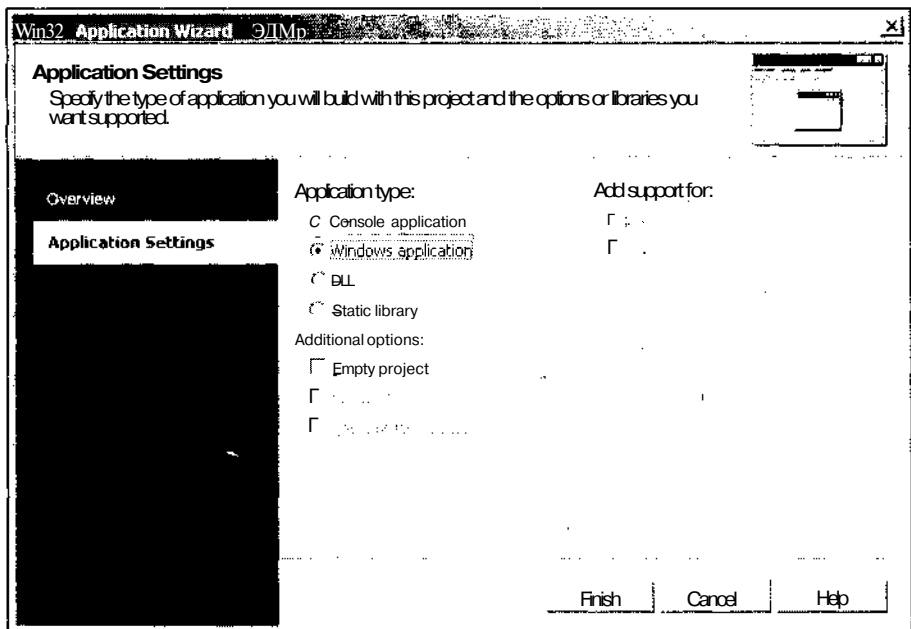 Win32 Application Wizard ЭДМр
Application Settings
Specify the type of application you will build with this project and the options or libraries you
want supported.
Overview
Application Settings
Application type:
Console application
Windows application
DLL
Static library
Additional options:
Empty project
Add support for:
Finish
Cancel
Help